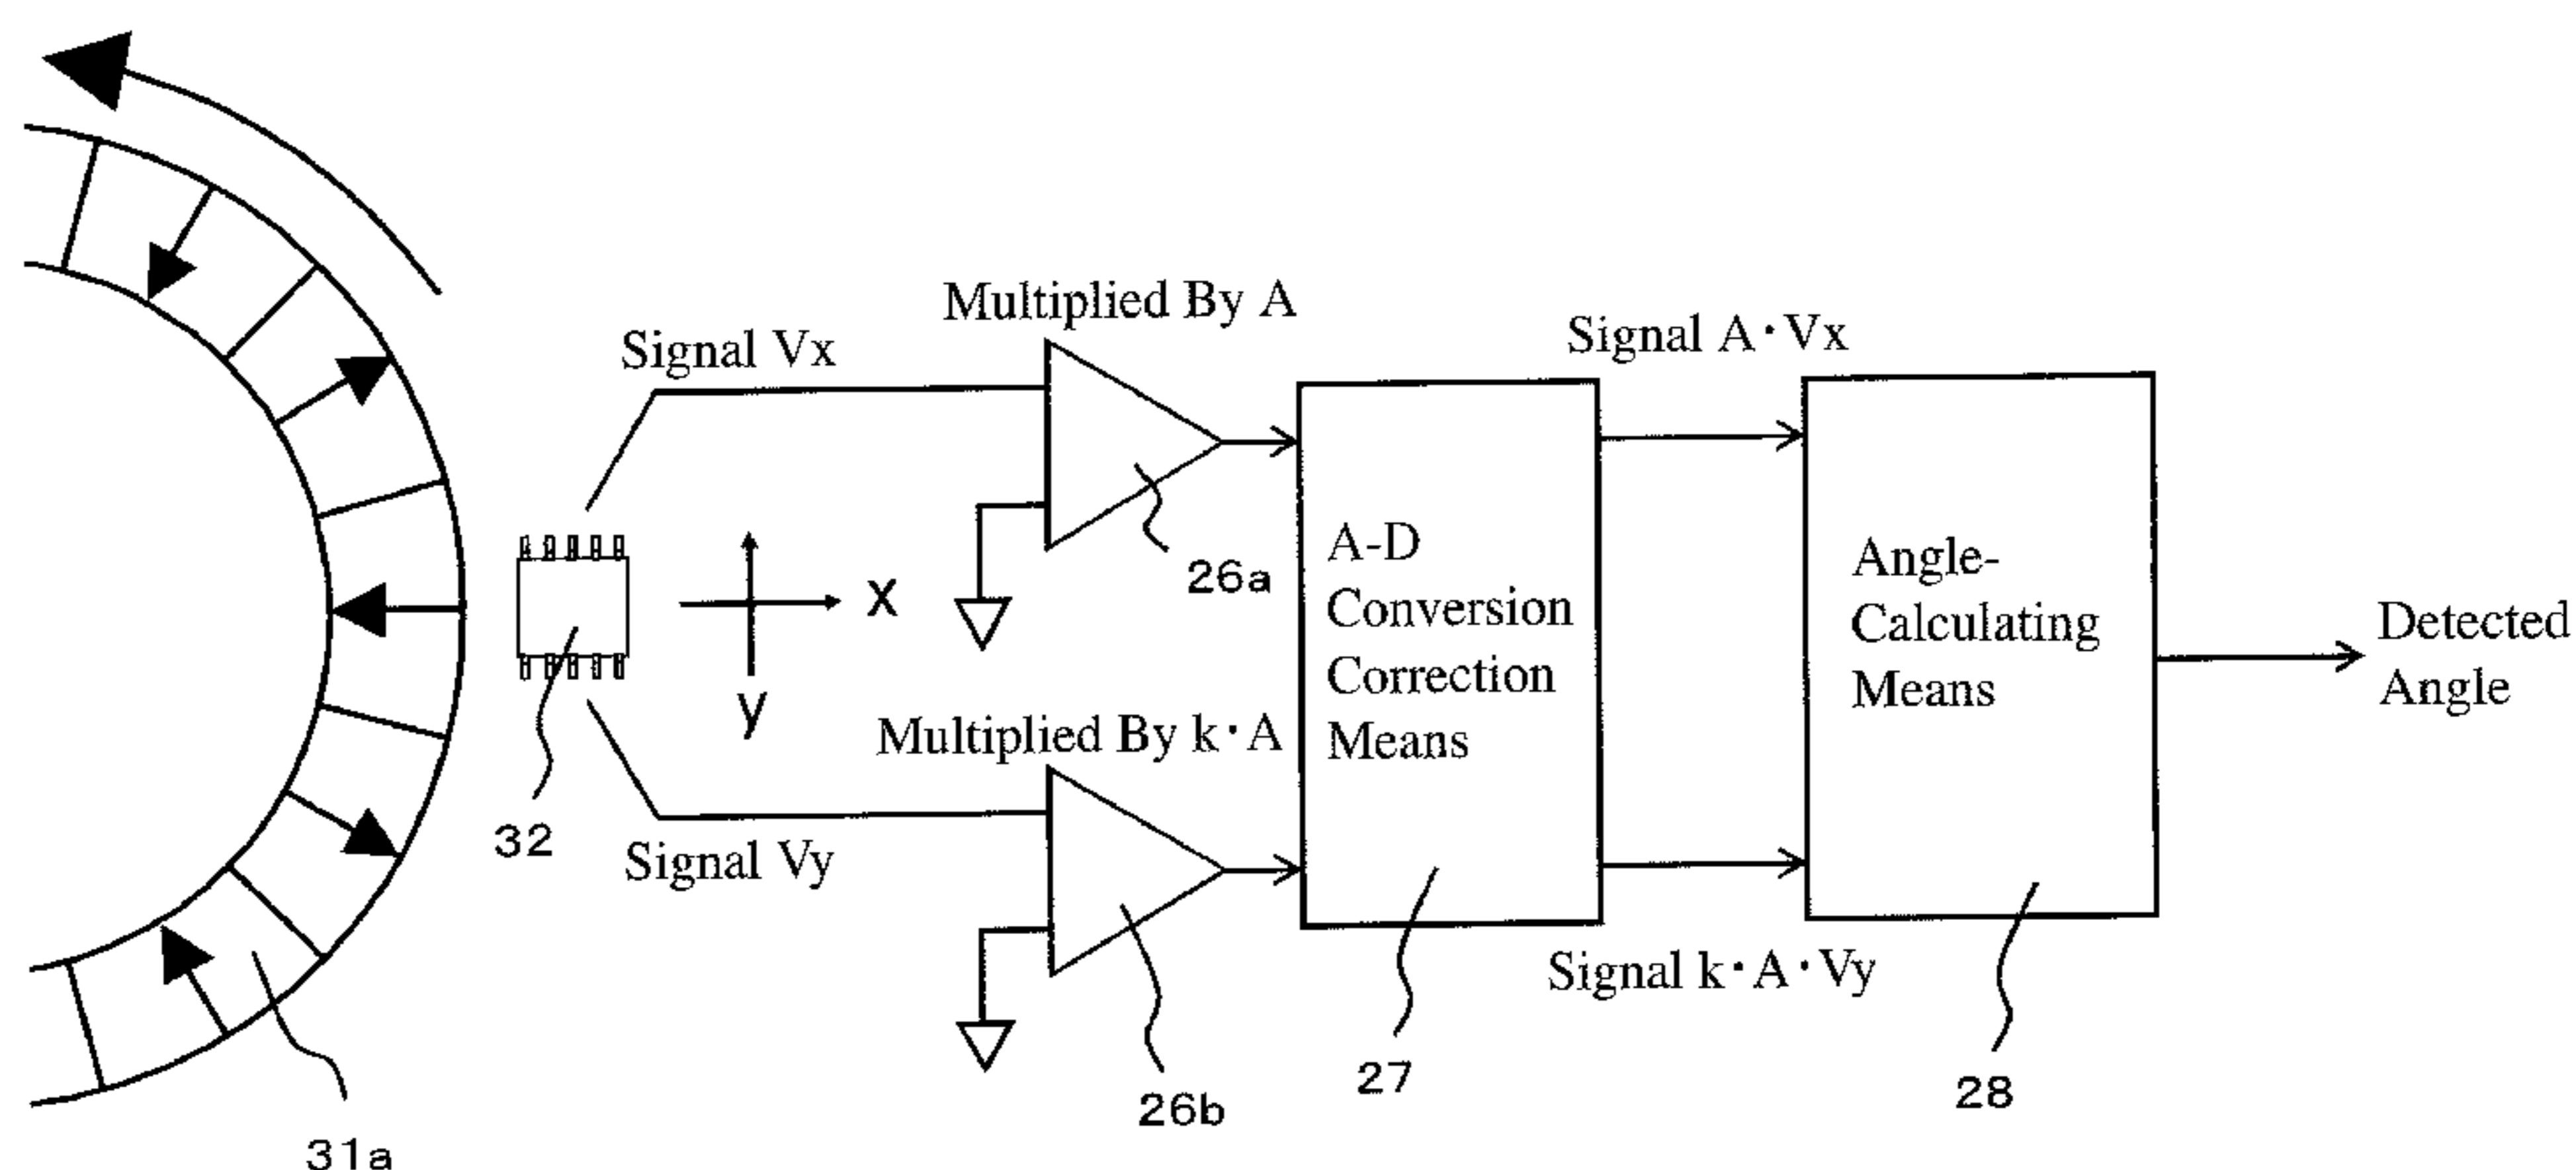 Multiplied By A
Signal Vx
Signal A·Vx
26a
X
y
A-D
Conversion
Correction
Means
Angle-
Calculating
Means
Detected
Angle
Multiplied By k·A
32
Signal Vy
Signal k·A·Vy
27
28
26b
31a